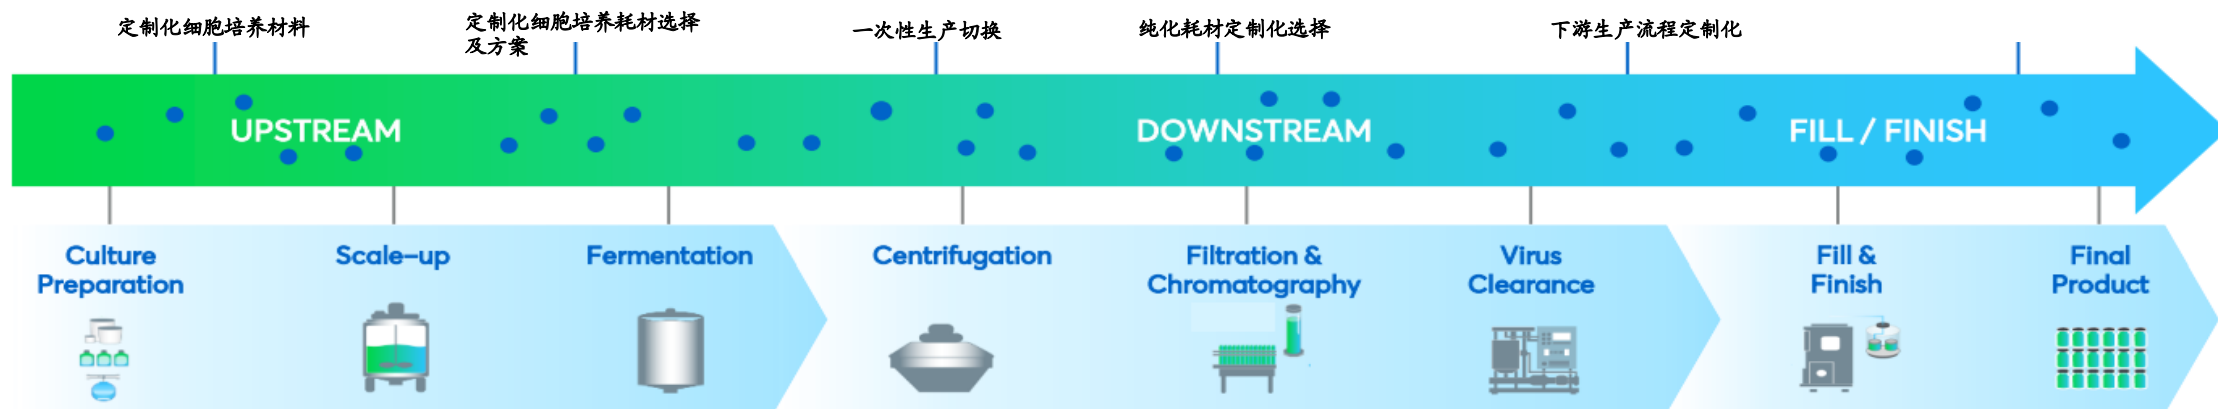 定制化细胞培养材料
定制化细胞培养耗材选择
及方案
一次性生产切换
纯化耗材定制化选择
下游生产流程定制化
UPSTREAM
DOWNSTREAM
FILL / FINISH
Culture
Preparation
Scale-up
Fermentation
Centrifugation
Filtration &
Chromatography
Virus
Clearance
Fill &
Finish
Final
Product